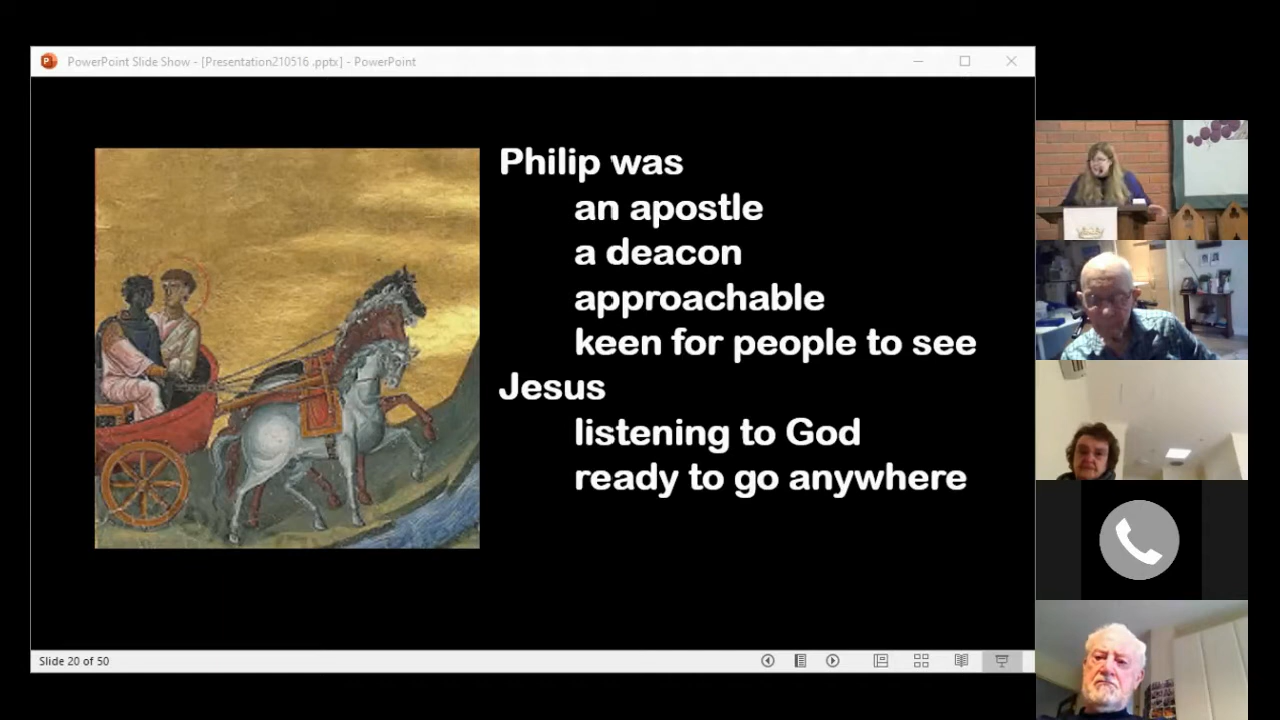 PowerPoint Slide Show - [Presentation210516 .pptx] - PowerPoint
Philip was
an apostle
a deacon
approachable
keen for people to see
Jesus
listening to God
ready to go anywhere
Slide 20 of 50